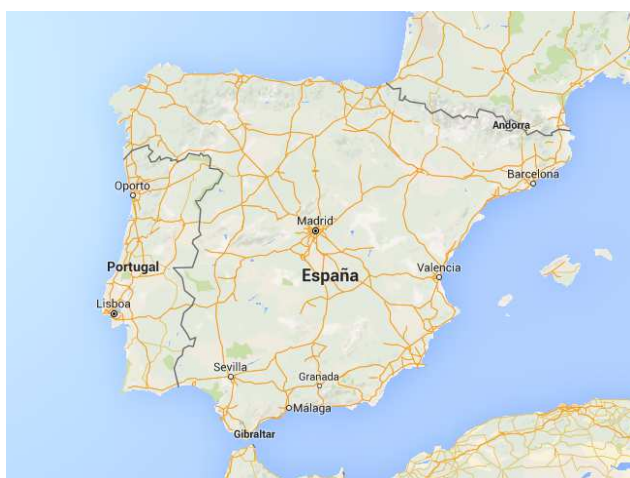 Andorra
Barcelona
Oporto
Madrid
Portugal
España
Valencia
Lisboa
Sevilla
Granada
Málaga
Gibraltar